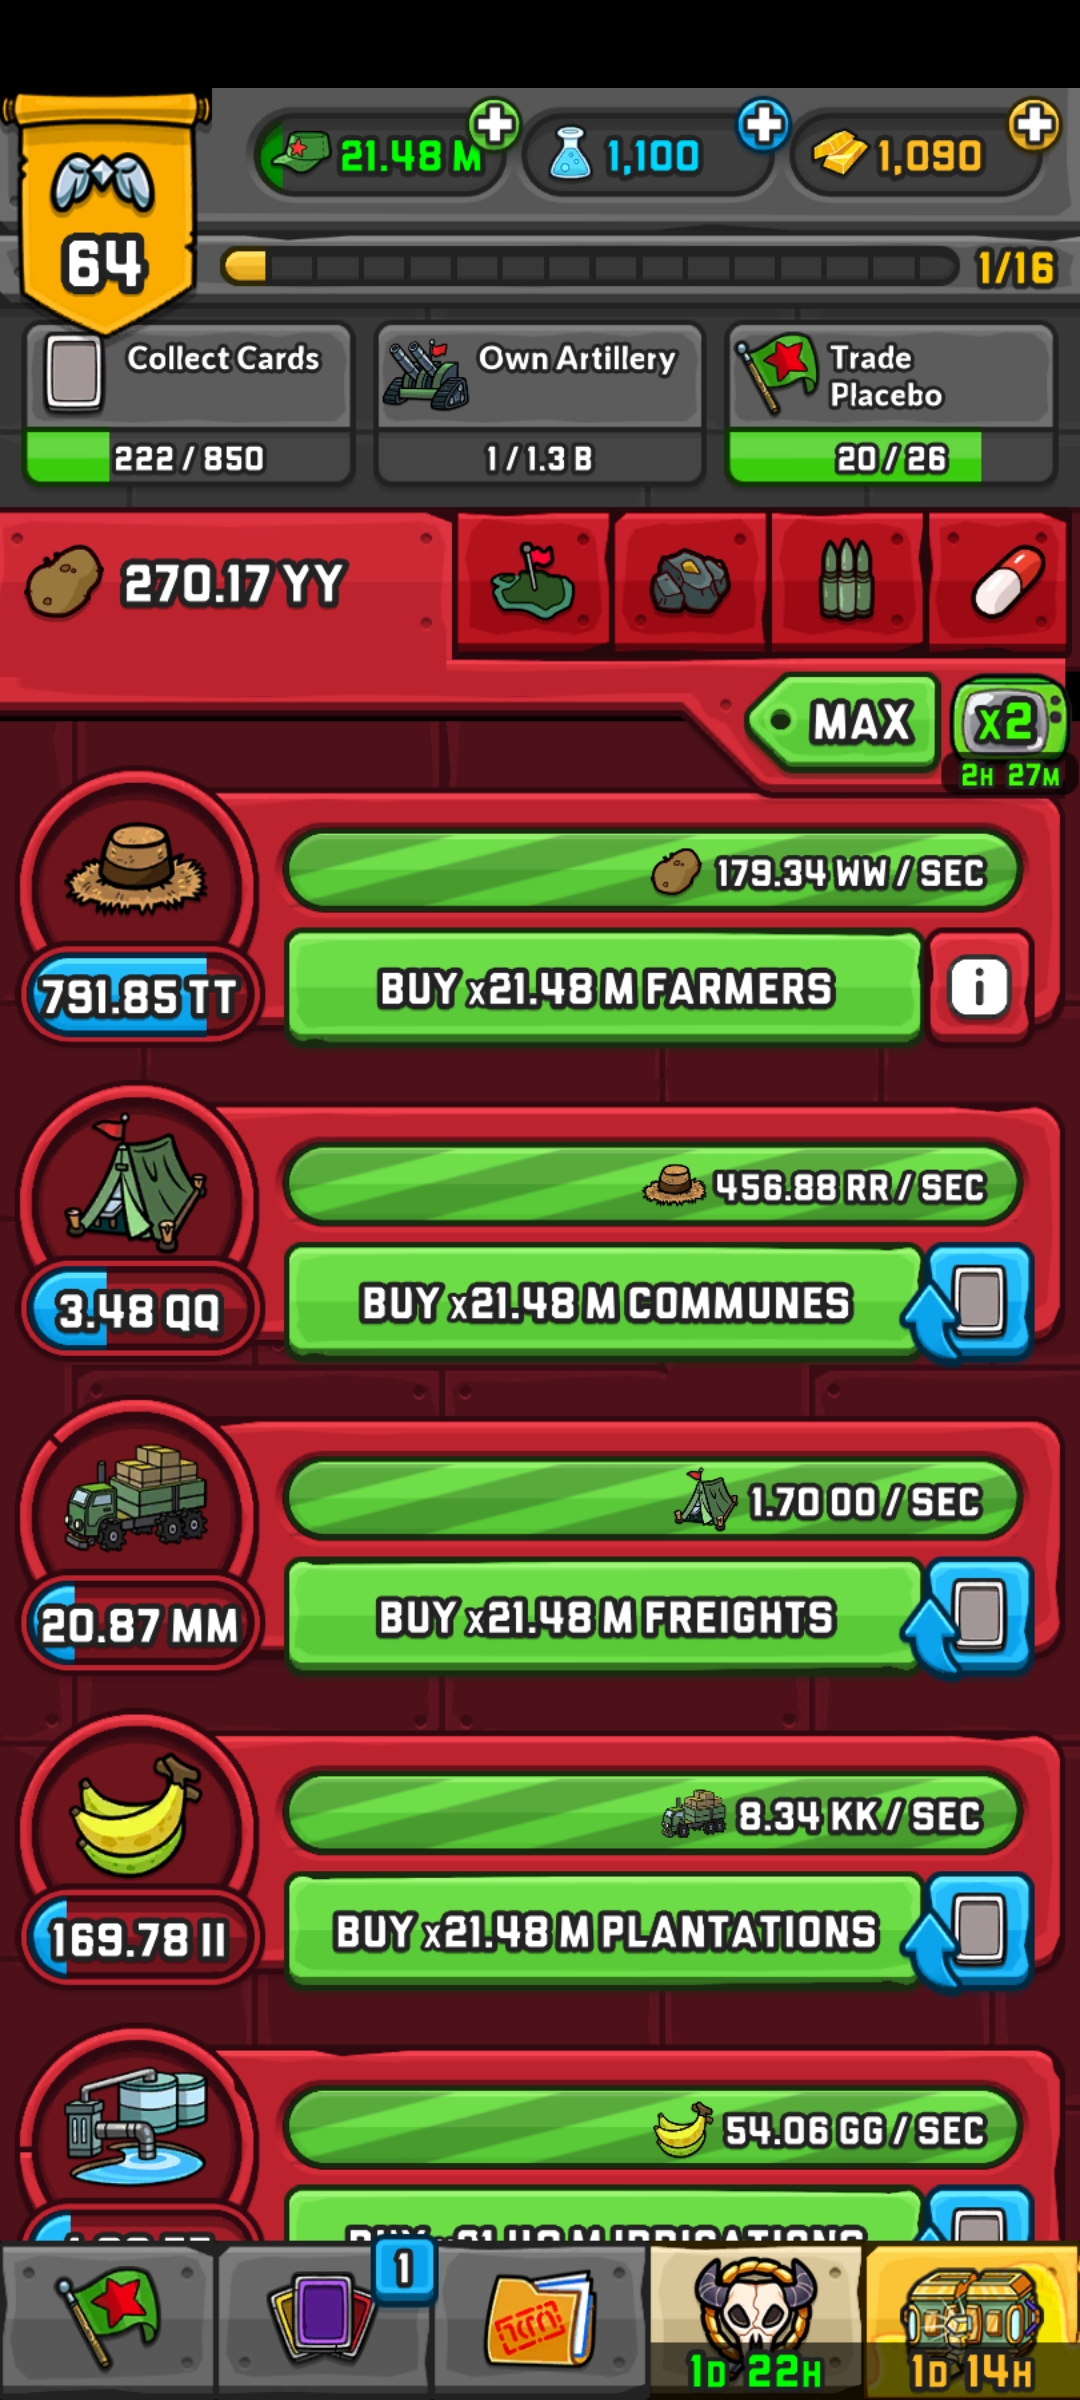 21.48 M
1,100
1,090
64
1/16
Collect Cards
222 / 850
Own Artillery
1 / 1.3 B
Trade
Placebo
20 / 26
270.17 YY
MAX
x2
2H 27M
179.34 WW / SEC
791.85 TT
BUY x21.48 M FARMERS
i
456.88 RR / SEC
3.48 QQ
BUY x21.48 M COMMUNES
1.70 OO / SEC
20.87 MM
BUY x21.48 M FREIGHTS
8.34 KK / SEC
169.78 II
BUY x21.48 M PLANTATIONS
54.06 GG / SEC
BUY x21.48 M IRRIGATIONS
1
1D 22H
1D 14H